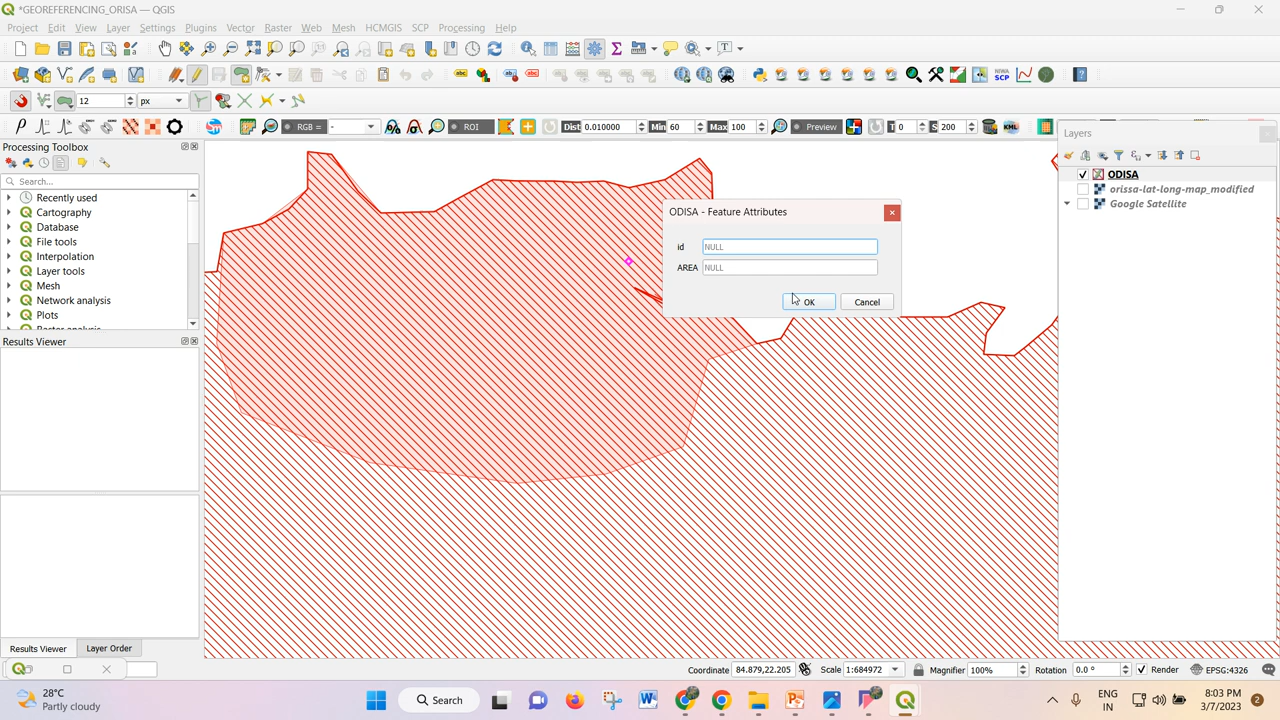 *GEOREFERENCING_ORISA — QGIS
Project Edit View Layer Settings Plugins Vector Raster Web Mesh HCMGIS SCP Processing Help
12 px
RGB = - ROI Dist 0.010000 Min 60 Max 100 Preview T 0 S 200 KML
Processing Toolbox
Search...
Recently used
Cartography
Database
File tools
Interpolation
Layer tools
Mesh
Network analysis
Plots
Raster analysis
Results Viewer
Results Viewer Layer Order
ODISA - Feature Attributes
id NULL
AREA NULL
OK Cancel
Layers
ODISA
orissa-lat-long-map_modified
Google Satellite
Coordinate 84.879,22.205 Scale 1:684972 Magnifier 100% Rotation 0.0 ° Render EPSG:4326
28°C
Partly cloudy
Search
ENG
IN
8:03 PM
3/7/2023
2